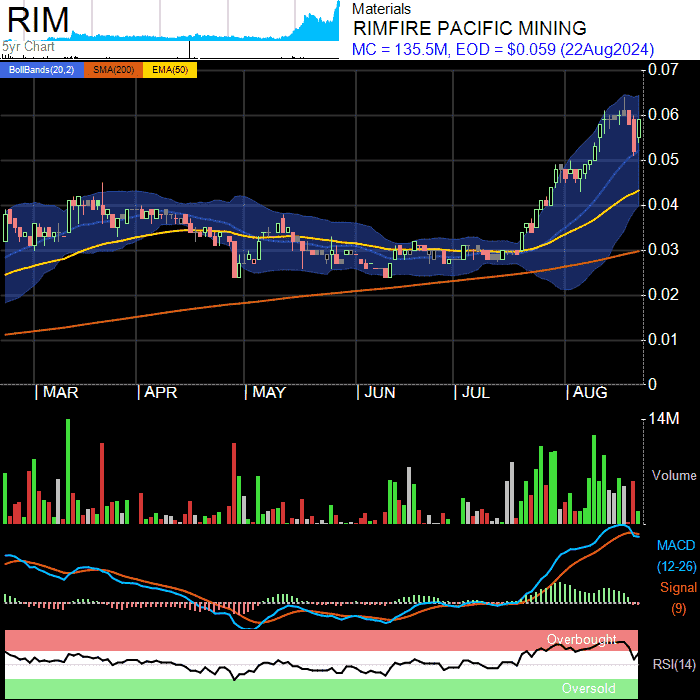 RIM
5yr Chart
Materials
RIMFIRE PACIFIC MINING
MC = 135.5M, EOD = $0.059 (22Aug2024)
BollBands(20,2) SMA(200) EMA(50)
0.07
0.06
0.05
0.04
0.03
0.02
0.01
0
| MAR | APR | MAY | JUN | JUL | AUG
14M
Volume
MACD
(12-26)
Signal
(9)
Overbought
RSI(14)
Oversold